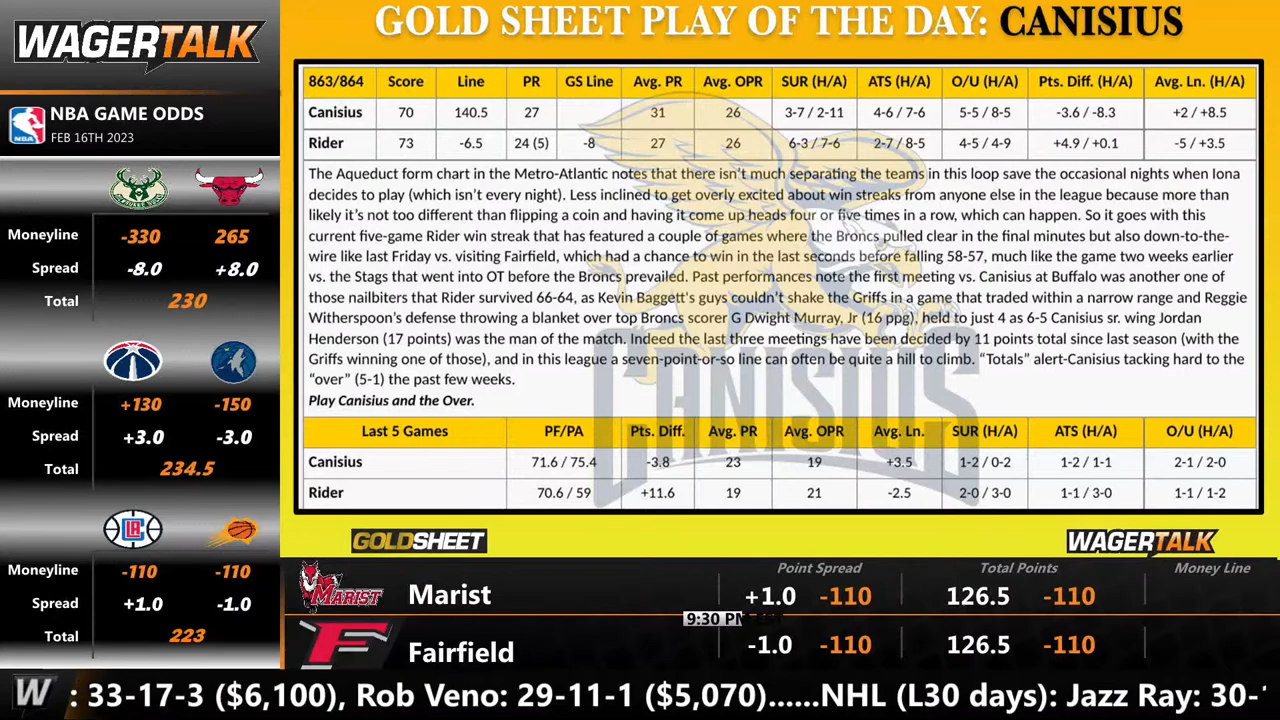 WAGERTALK
NBA GAME ODDS
FEB 16TH 2023
Moneyline -330 265
Spread -8.0 +8.0
Total 230
Moneyline +130 -150
Spread +3.0 -3.0
Total 234.5
Moneyline -110 -110
Spread +1.0 -1.0
Total 223
GOLD SHEET PLAY OF THE DAY: CANISIUS
863/864 Score Line PR GS Line Avg. PR Avg. OPR SUR (H/A) ATS (H/A) O/U (H/A) Pts. Diff. (H/A) Avg. Ln. (H/A)
Canisius 70 140.5 27 31 26 3-7 / 2-11 4-6 / 7-6 5-5 / 8-5 -3.6 / -8.3 +2 / +8.5
Rider 73 -6.5 24 (5) -8 27 26 6-3 / 7-6 2-7 / 8-5 4-5 / 4-9 +4.9 / +0.1 -5 / +3.5
The Aqueduct form chart in the Metro-Atlantic notes that there isn't much separating the teams in this loop save the occasional nights when Iona
decides to play (which isn't every night). Less inclined to get overly excited about win streaks from anyone else in the league because more than
likely it's not too different than flipping a coin and having it come up heads four or five times in a row, which can happen. So it goes with this
current five-game Rider win streak that has featured a couple of games where the Broncs pulled clear in the final minutes but also down-to-the-
wire like last Friday vs. visiting Fairfield, which had a chance to win in the last seconds before falling 58-57, much like the game two weeks earlier
vs. the Stags that went into OT before the Broncs prevailed. Past performances note the first meeting vs. Canisius at Buffalo was another one of
those nailbiters that Rider survived 66-64, as Kevin Baggett's guys couldn't shake the Griffs in a game that traded within a narrow range and Reggie
Witherspoon's defense throwing a blanket over top Broncs scorer G Dwight Murray, Jr (16 ppg), held to just 4 as 6-5 Canisius sr. wing Jordan
Henderson (17 points) was the man of the match. Indeed the last three meetings have been decided by 11 points total since last season (with the
Griffs winning one of those), and in this league a seven-point-or-so line can often be quite a hill to climb. "Totals" alert-Canisius tacking hard to the
"over" (5-1) the past few weeks.
Play Canisius and the Over.
CANISIUS
Last 5 Games PF/PA Pts. Diff. Avg. PR Avg. OPR Avg. Ln. SUR (H/A) ATS (H/A) O/U (H/A)
Canisius 71.6 / 75.4 -3.8 23 19 +3.5 1-2 / 0-2 1-2 / 1-1 2-1 / 2-0
Rider 70.6 / 59 +11.6 19 21 -2.5 2-0 / 3-0 1-1 / 3-0 1-1 / 1-2
GOLDSHEET WAGERTALK
Point Spread Total Points Money Line
MARIST Marist +1.0 -110 126.5 -110
9:30 PM
F Fairfield -1.0 -110 126.5 -110
W : 33-17-3 ($6,100), Rob Veno: 29-11-1 ($5,070)......NHL (L30 days): Jazz Ray: 30-